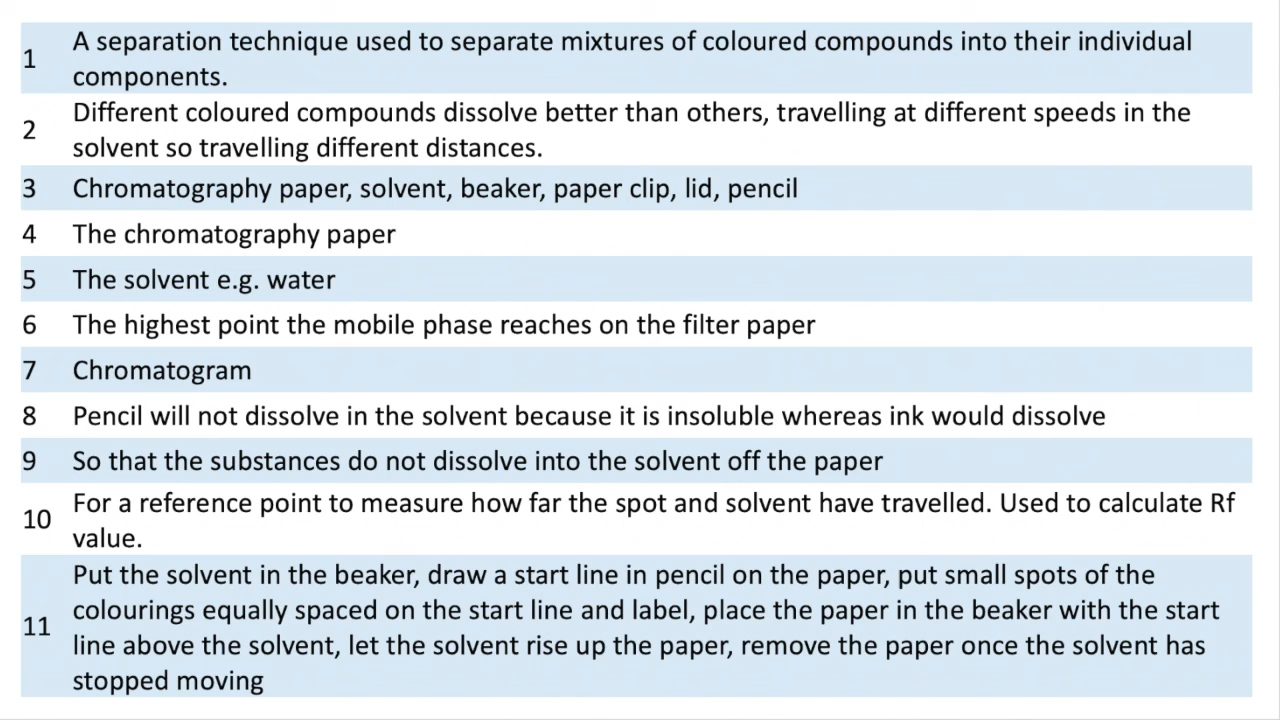 1 A separation technique used to separate mixtures of coloured compounds into their individual
components.
2 Different coloured compounds dissolve better than others, travelling at different speeds in the
solvent so travelling different distances.
3 Chromatography paper, solvent, beaker, paper clip, lid, pencil
4 The chromatography paper
5 The solvent e.g. water
6 The highest point the mobile phase reaches on the filter paper
7 Chromatogram
8 Pencil will not dissolve in the solvent because it is insoluble whereas ink would dissolve
9 So that the substances do not dissolve into the solvent off the paper
10 For a reference point to measure how far the spot and solvent have travelled. Used to calculate Rf
value.
11 Put the solvent in the beaker, draw a start line in pencil on the paper, put small spots of the
colourings equally spaced on the start line and label, place the paper in the beaker with the start
line above the solvent, let the solvent rise up the paper, remove the paper once the solvent has
stopped moving